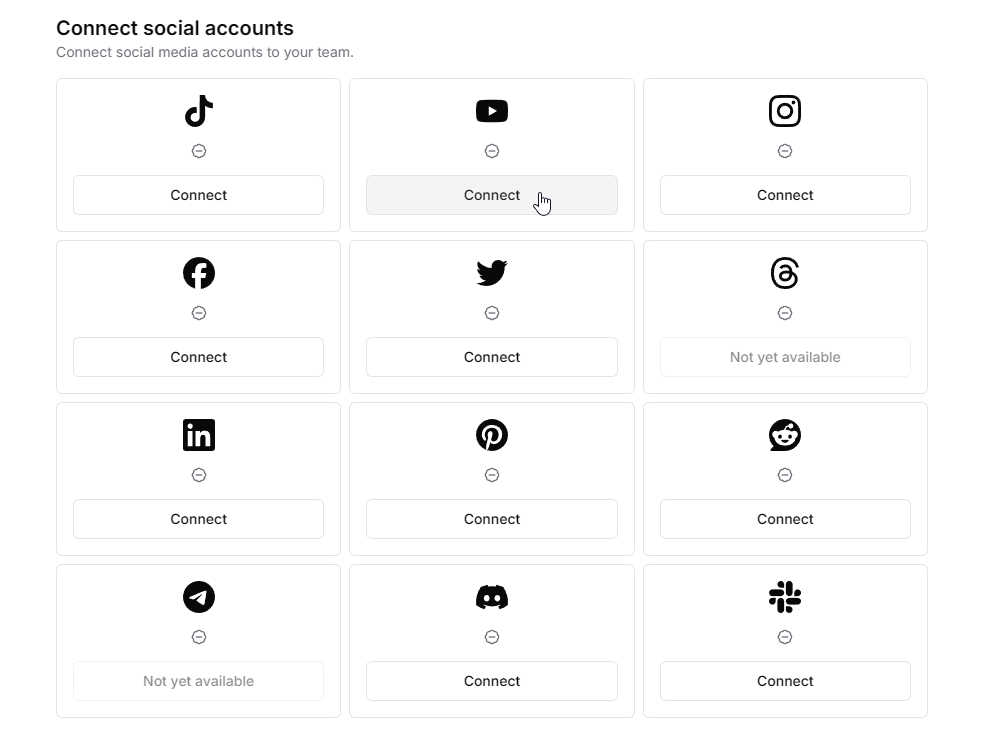 Connect social accounts
Connect social media accounts to your team.
Connect
Connect
Connect
Connect
Connect
Not yet available
in
Connect
Connect
Connect
Not yet available
Connect
Connect